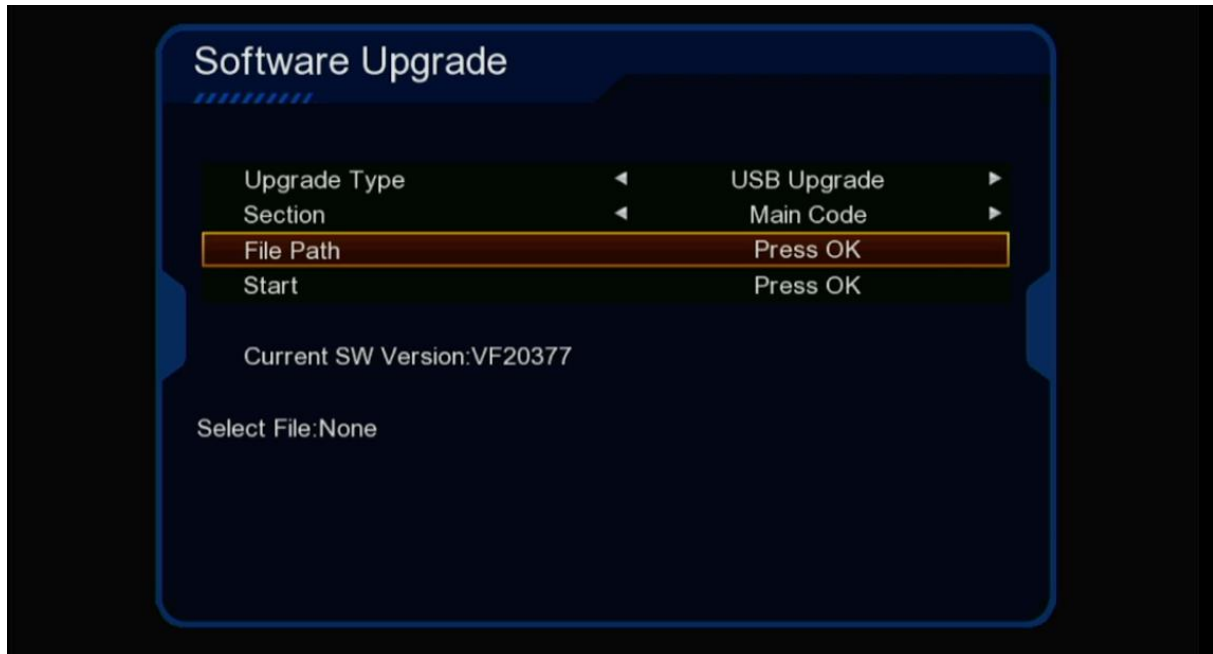 Software Upgrade
Upgrade Type USB Upgrade
Section Main Code
File Path Press OK
Start Press OK
Current SW Version:VF20377
Select File:None